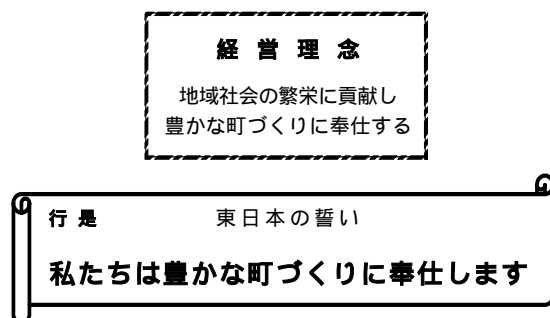 経営理念
地域社会の繁栄に貢献し
豊かな町づくりに奉仕する
行是 東日本の誓い
私たちは豊かな町づくりに奉仕します